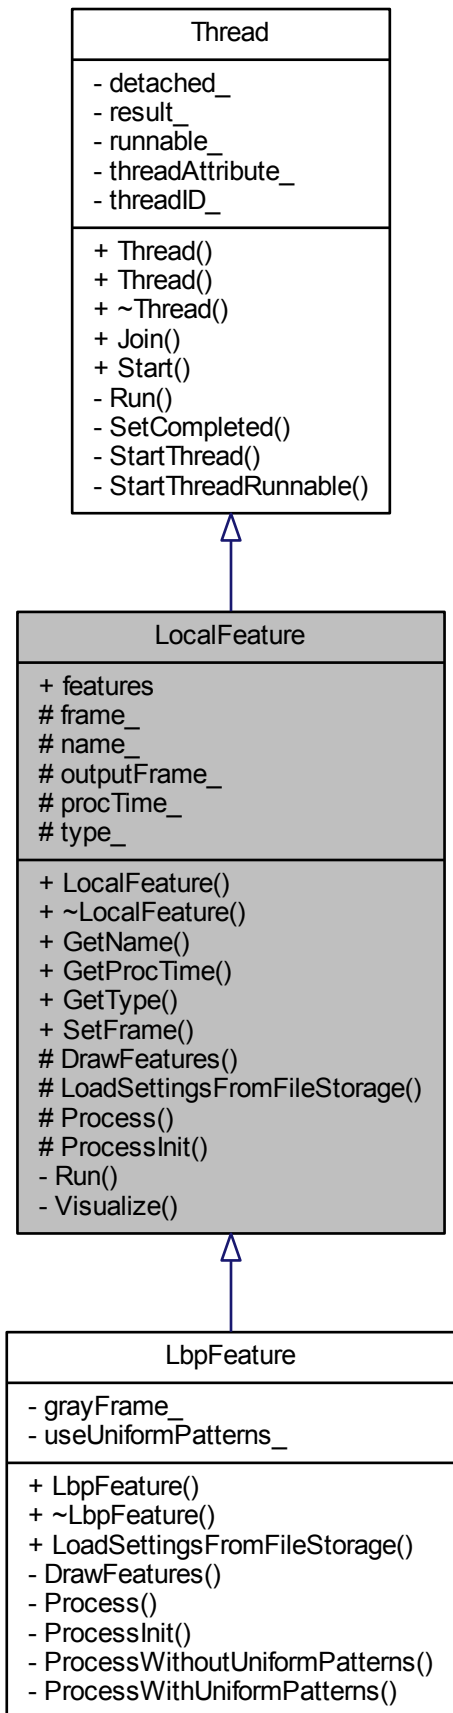 Thread
- detached_
- result_
- runnable_
- threadAttribute_
- threadID_
+ Thread()
+ Thread()
+ ~Thread()
+ Join()
+ Start()
- Run()
- SetCompleted()
- StartThread()
- StartThreadRunnable()
LocalFeature
+ features
# frame_
# name_
# outputFrame_
# procTime_
# type_
+ LocalFeature()
+ ~LocalFeature()
+ GetName()
+ GetProcTime()
+ GetType()
+ SetFrame()
# DrawFeatures()
# LoadSettingsFromFileStorage()
# Process()
# ProcessInit()
- Run()
- Visualize()
LbpFeature
- grayFrame_
- useUniformPatterns_
+ LbpFeature()
+ ~LbpFeature()
+ LoadSettingsFromFileStorage()
- DrawFeatures()
- Process()
- ProcessInit()
- ProcessWithoutUniformPatterns()
- ProcessWithUniformPatterns()